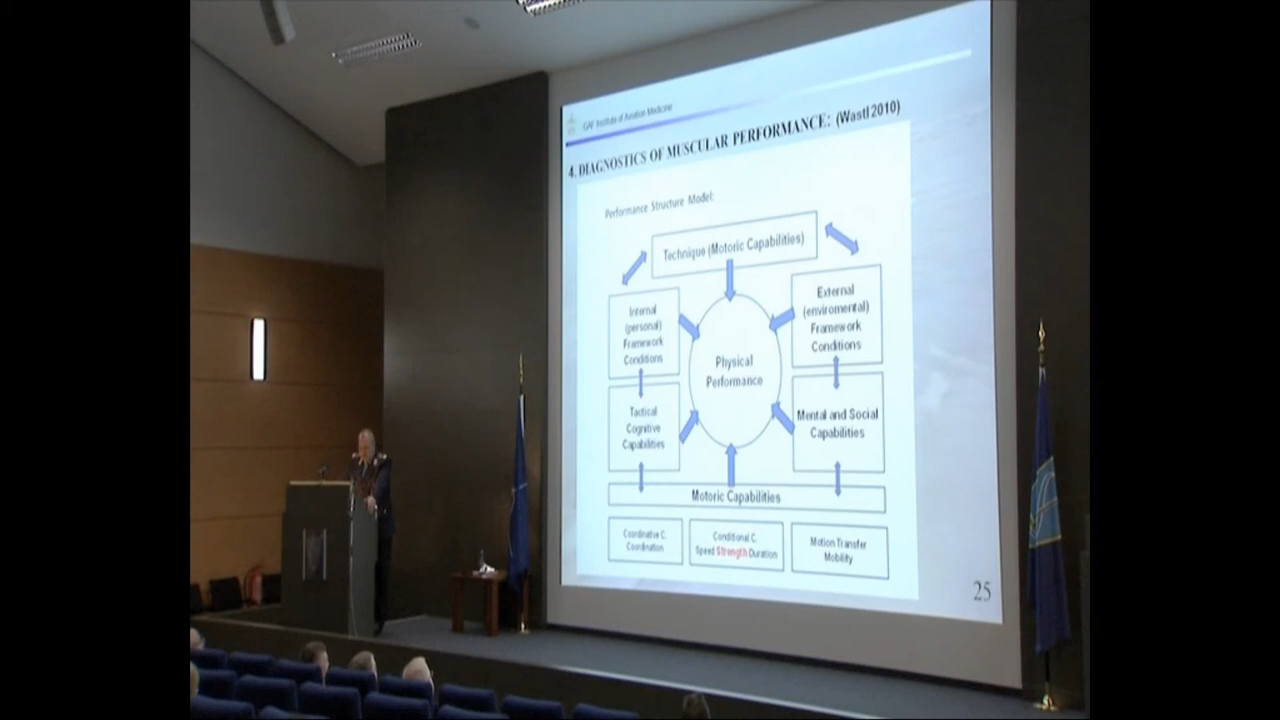 GAF Institute of Aviation Medicine
4. DIAGNOSTICS OF MUSCULAR PERFORMANCE: (Wastl 2010)
Performance Structure Model:
Technique (Motoric Capabilities)
Internal
(personal)
Framework
Conditions
External
(enviromental)
Framework
Conditions
Physical
Performance
Tactical
Cognitive
Capabilities
Mental and Social
Capabilities
Motoric Capabilities
Coordinative C.
Coordination
Conditional C.
Speed Strength Duration
Motion Transfer
Mobility
25